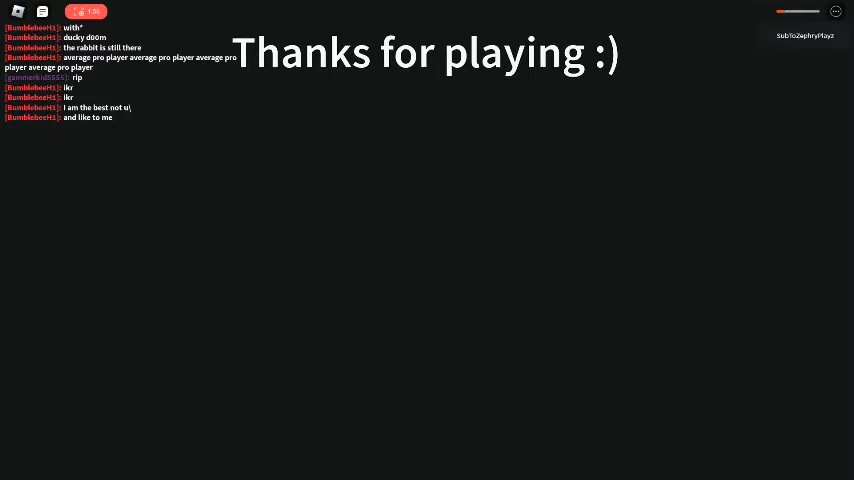 1:56
SubToZephryPlayz
[BumblebeeH1]: with*
[BumblebeeH1]: ducky d00m
[BumblebeeH1]: the rabbit is still there
[BumblebeeH1]: average pro player average pro player average pro
player average pro player
[gammerkid5555]: rip
[BumblebeeH1]: ikr
[BumblebeeH1]: ikr
[BumblebeeH1]: I am the best not u\
[BumblebeeH1]: and like to me
Thanks for playing :)